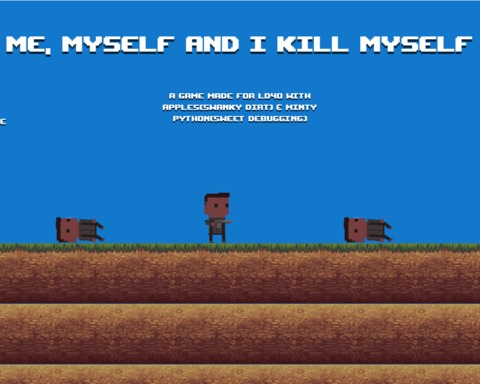 ME, MYSELF AND I KILL MYSELF
A GAME MADE FOR LD40 WITH
APPLES(SWANKY DIRT) & MINTY
PYTHON(SWEET DEBUGGING)
E